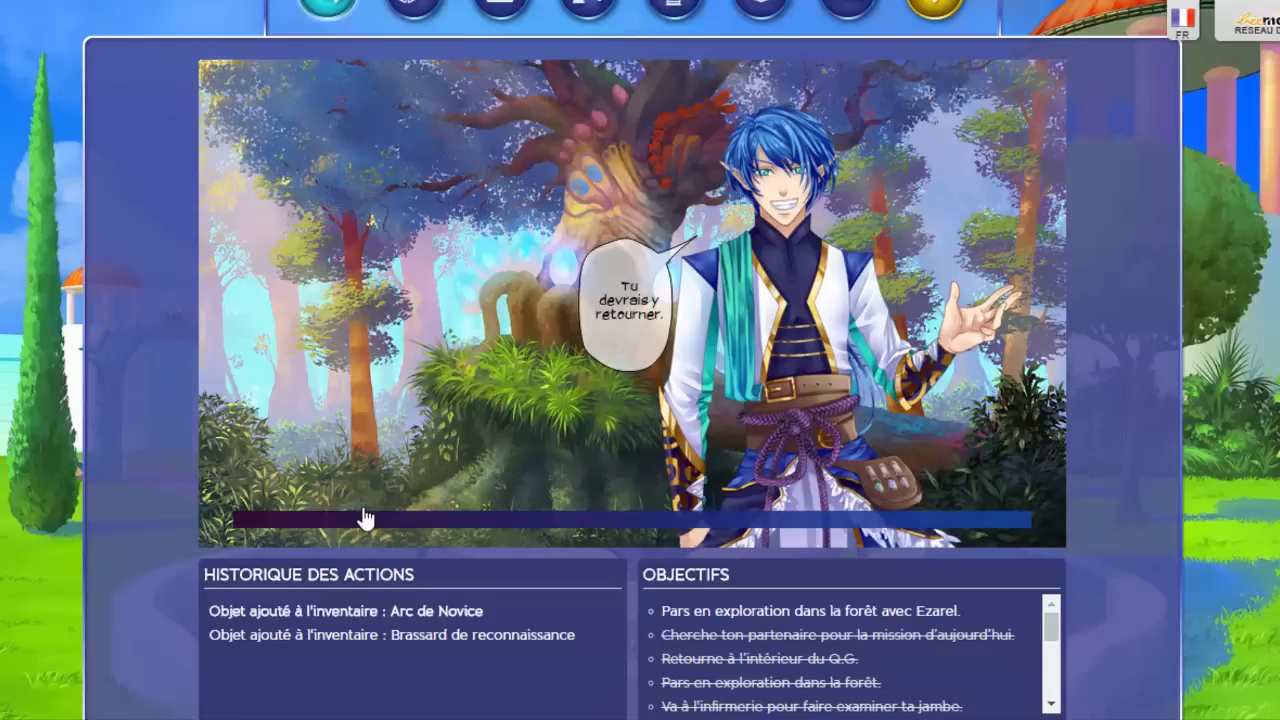 FR
RESEAU D
Tu
devrais y
retourner.
HISTORIQUE DES ACTIONS
Objet ajouté à l'inventaire : Arc de Novice
Objet ajouté à l'inventaire : Brassard de reconnaissance
OBJECTIFS
Pars en exploration dans la forêt avec Ezarel.
Cherche ton partenaire pour la mission d'aujourd'hui.
Retourne à l'intérieur du Q.G.
Pars en exploration dans la forêt.
Va à l'infirmerie pour faire examiner ta jambe.